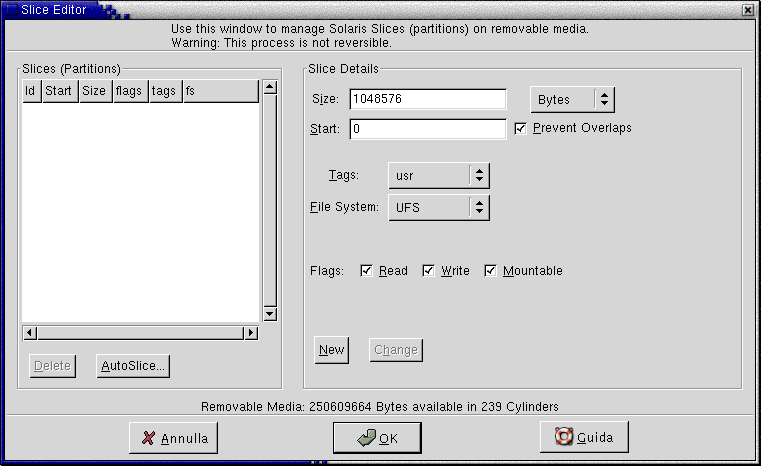 Slice Editor
Use this window to manage Solaris Slices (partitions) on removable media.
Warning: This process is not reversible.
Slices (Partitions)
Id Start Size flags tags fs
Delete AutoSlice...
Slice Details
Size: 1048576 Bytes
Start: 0 Prevent Overlaps
Tags: usr
File System: UFS
Flags: Read Write Mountable
New Change
Removable Media: 250609664 Bytes available in 239 Cylinders
Annulla OK Guida